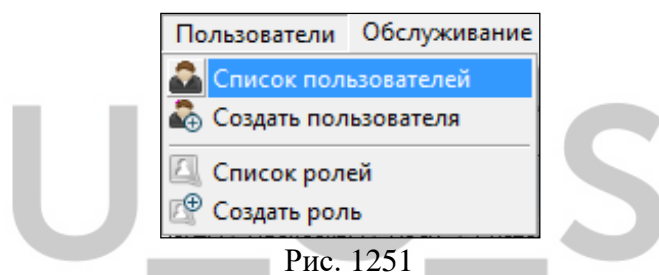 Пользователи Обслуживание
Список пользователей
Создать пользователя
Список ролей
Создать роль
Рис. 1251